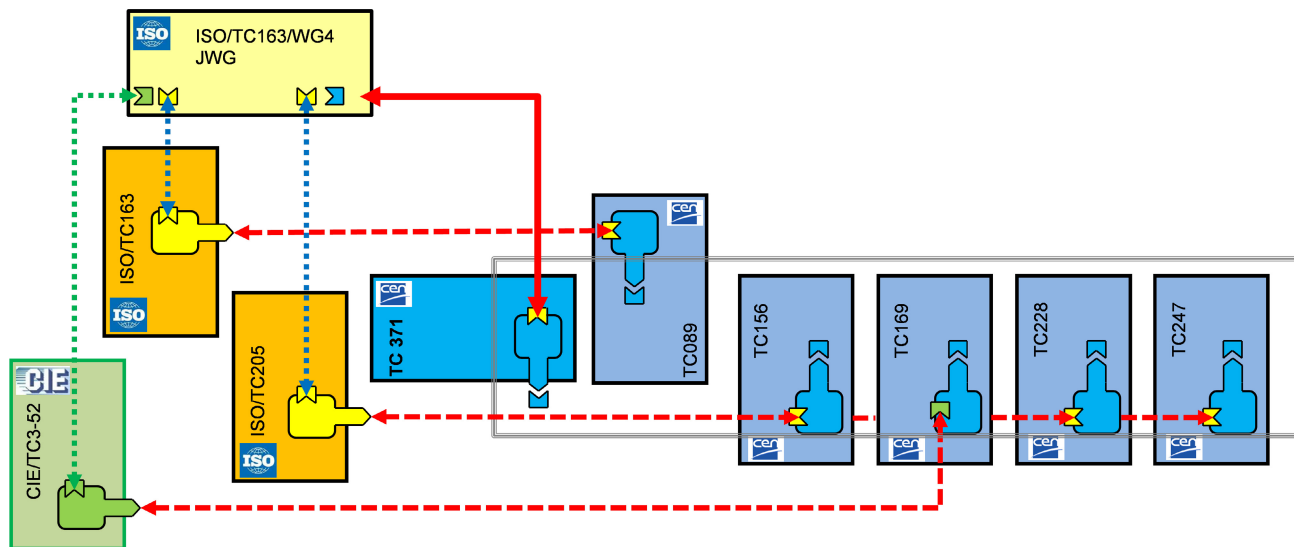 ISO
ISO/TC163/WG4
JWG
ISO/TC163
ISO
cen
TC089
ISO/TC205
ISO
cen
TC 371
TC156
cen
TC169
cen
TC228
cen
TC247
cen
CIE
CIE/TC3-52